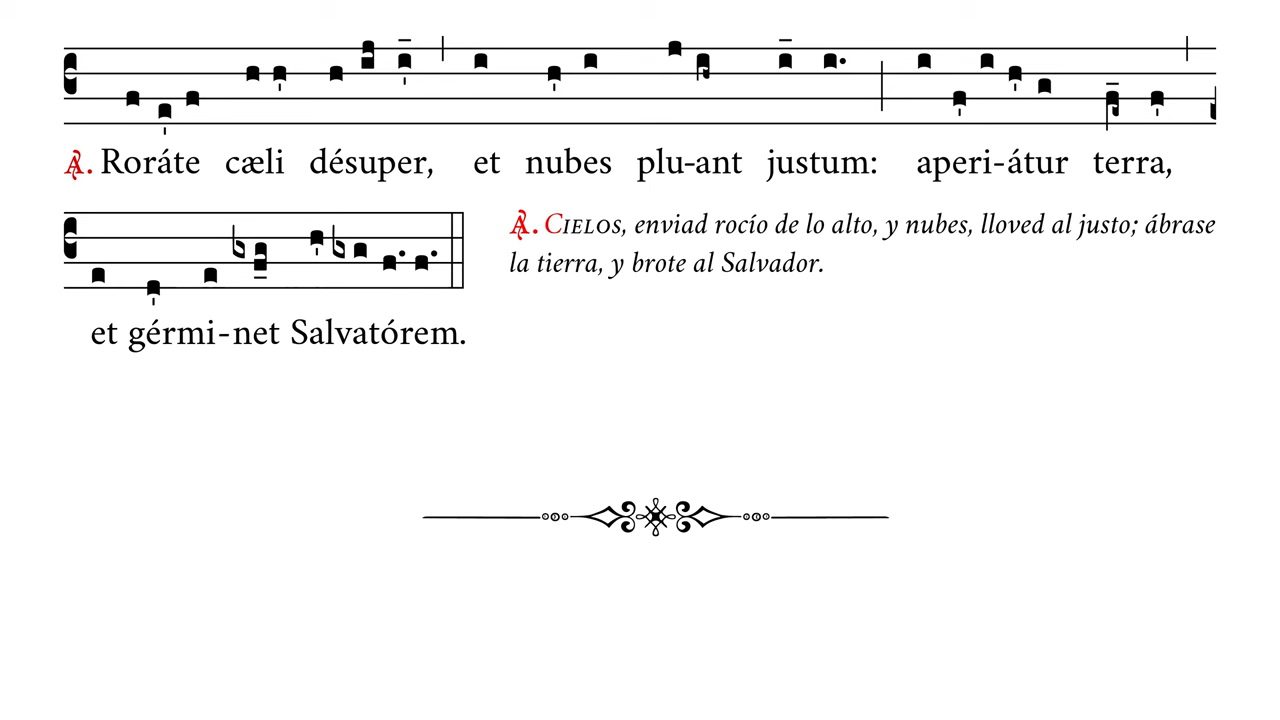 ℟. Roráte cæli désuper, et nubes plu-ant justum: aperi-átur terra,
et gérmi-net Salvatórem.
℟. Cielos, enviad rocío de lo alto, y nubes, lloved al justo; ábrase
la tierra, y brote al Salvador.